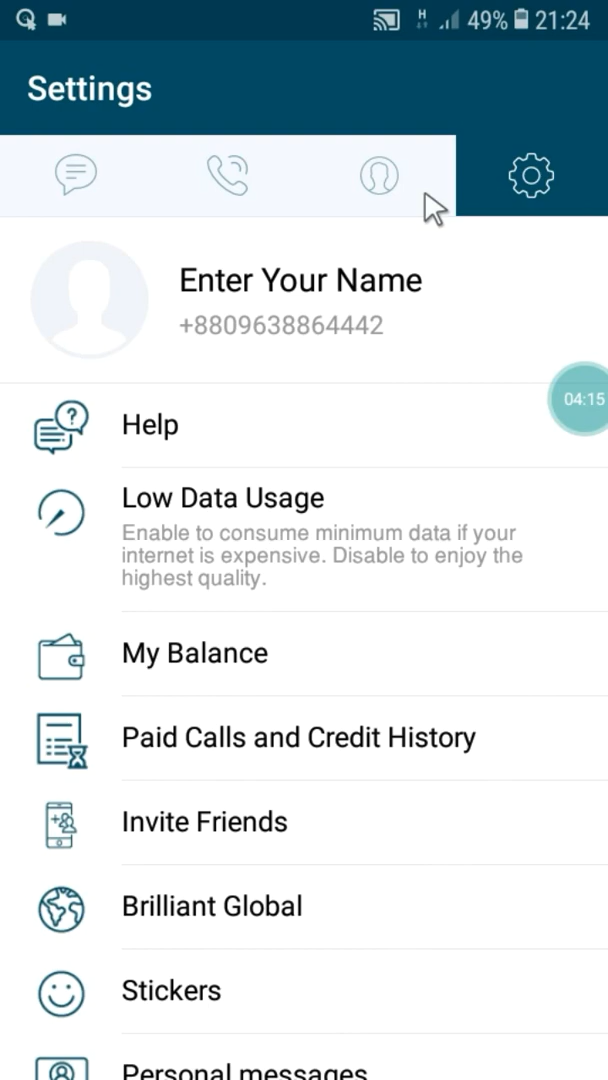 H 49% 21:24
Settings
Enter Your Name
+8809638864442
04:15
Help
Low Data Usage
Enable to consume minimum data if your
internet is expensive. Disable to enjoy the
highest quality.
My Balance
Paid Calls and Credit History
Invite Friends
Brilliant Global
Stickers
Personal messages